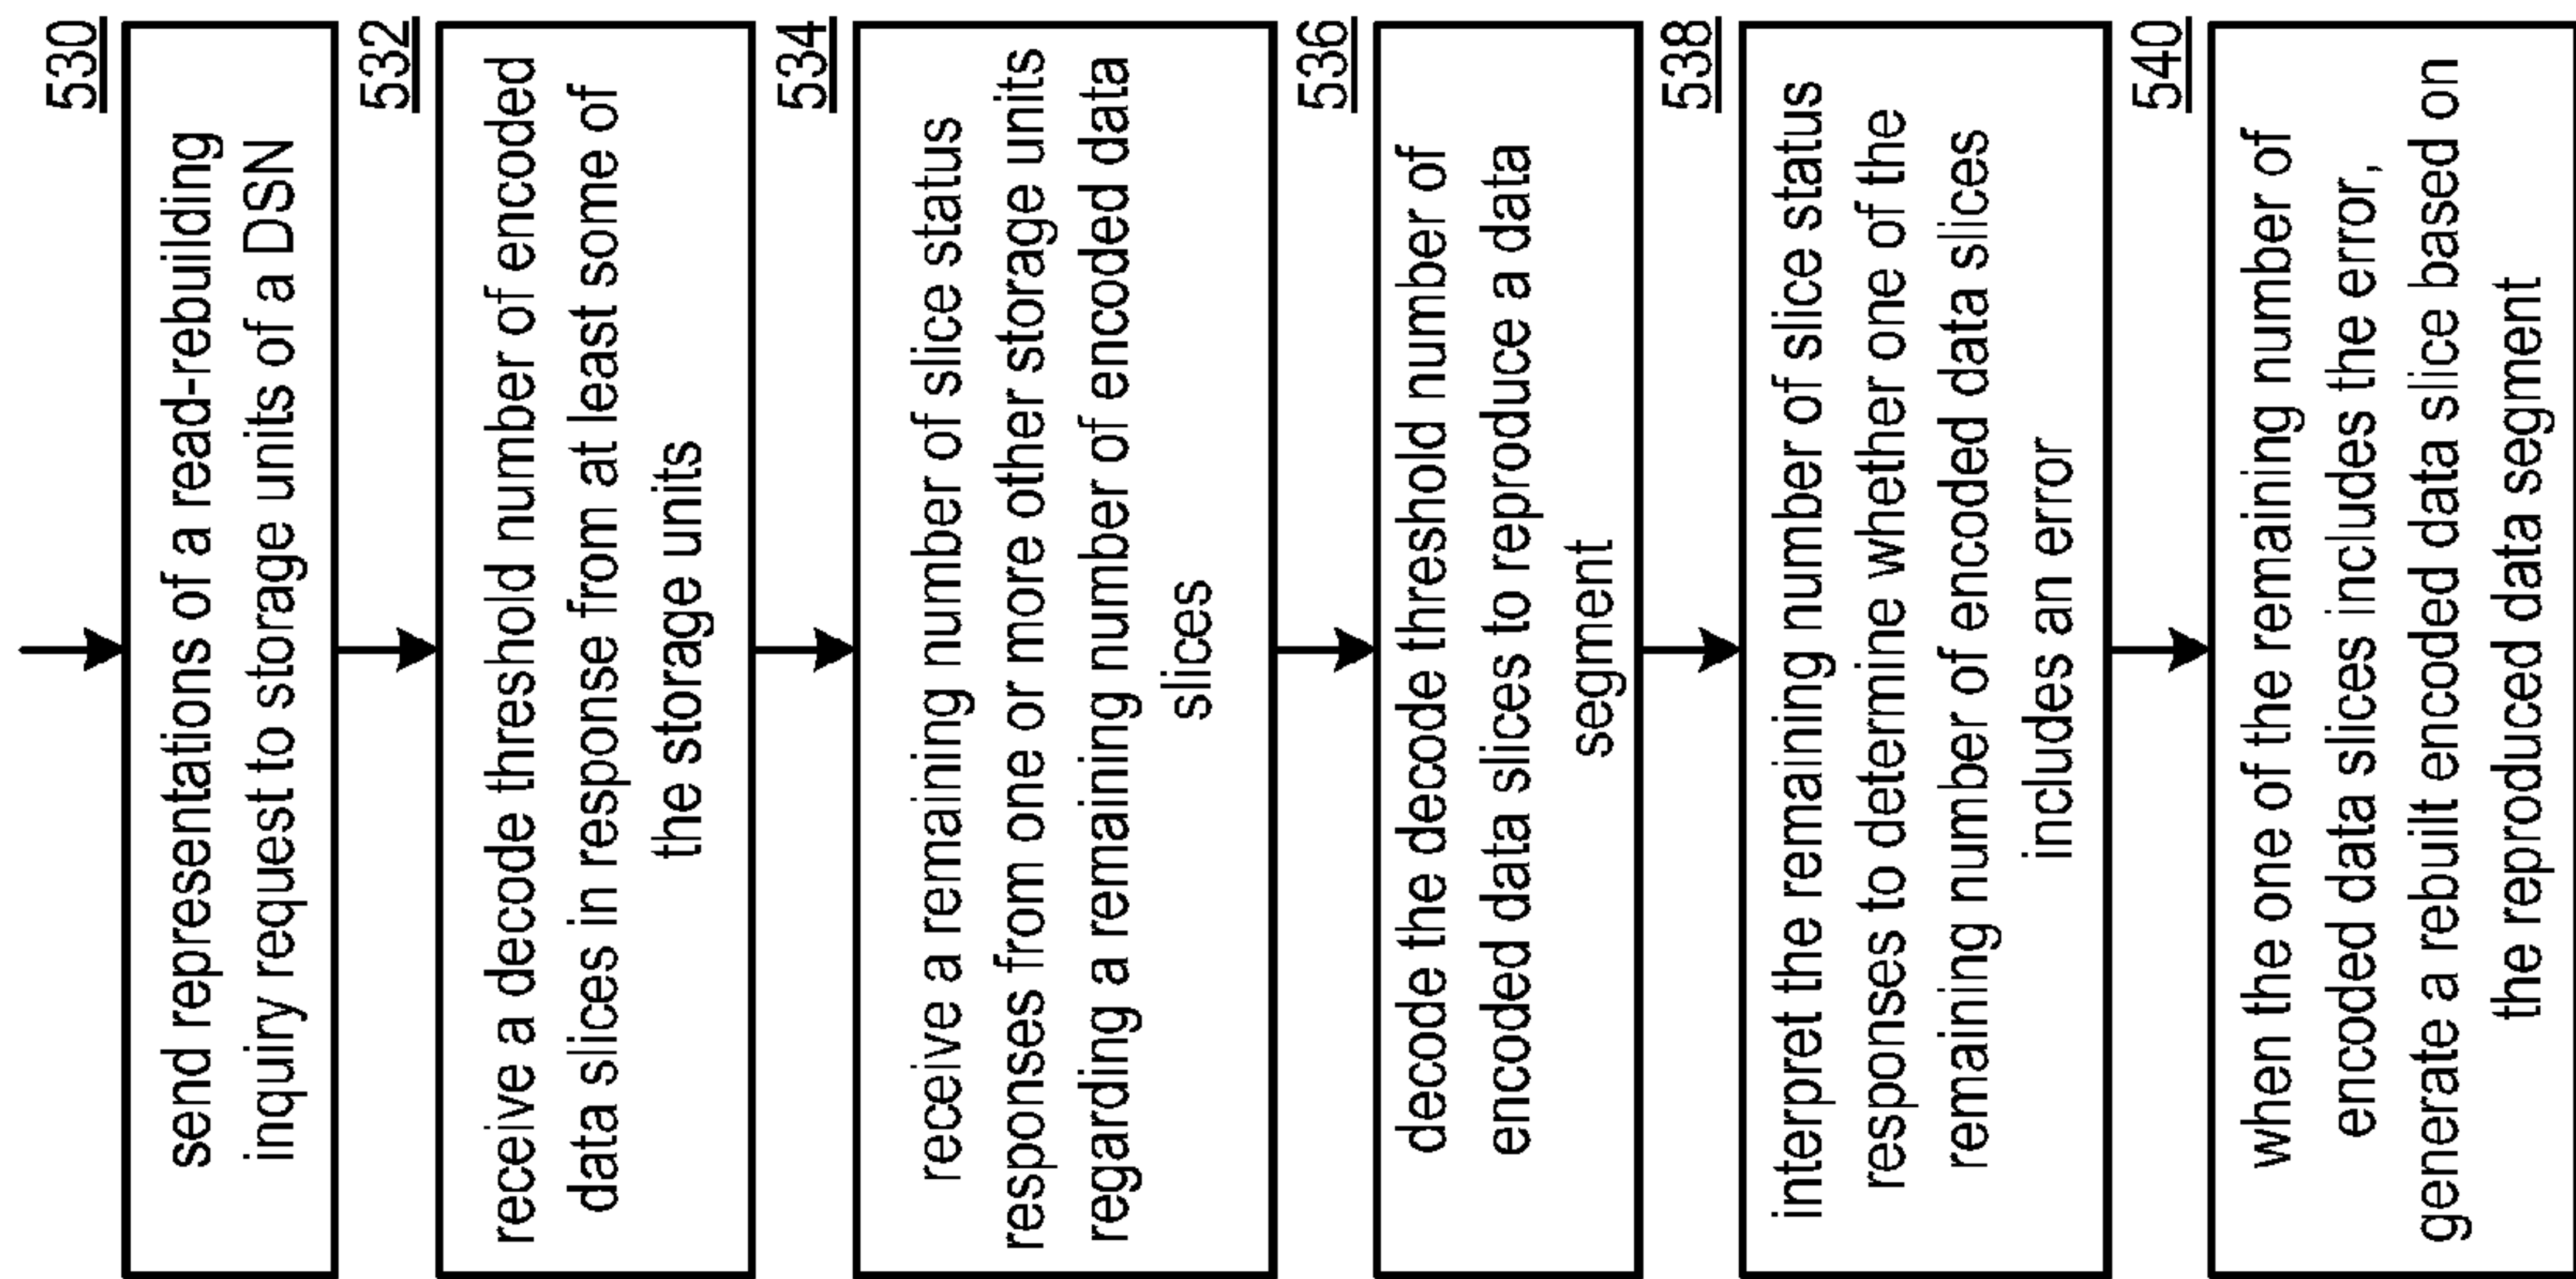 530
send representations of a read-rebuilding
inquiry request to storage units of a DSN
532
receive a decode threshold number of encoded
data slices in response from at least some of
the storage units
534
receive a remaining number of slice status
responses from one or more other storage units
regarding a remaining number of encoded data
slices
536
decode the decode threshold number of
encoded data slices to reproduce a data
segment
538
interpret the remaining number of slice status
responses to determine whether one of the
remaining number of encoded data slices
includes an error
540
when the one of the remaining number of
encoded data slices includes the error,
generate a rebuilt encoded data slice based on
the reproduced data segment